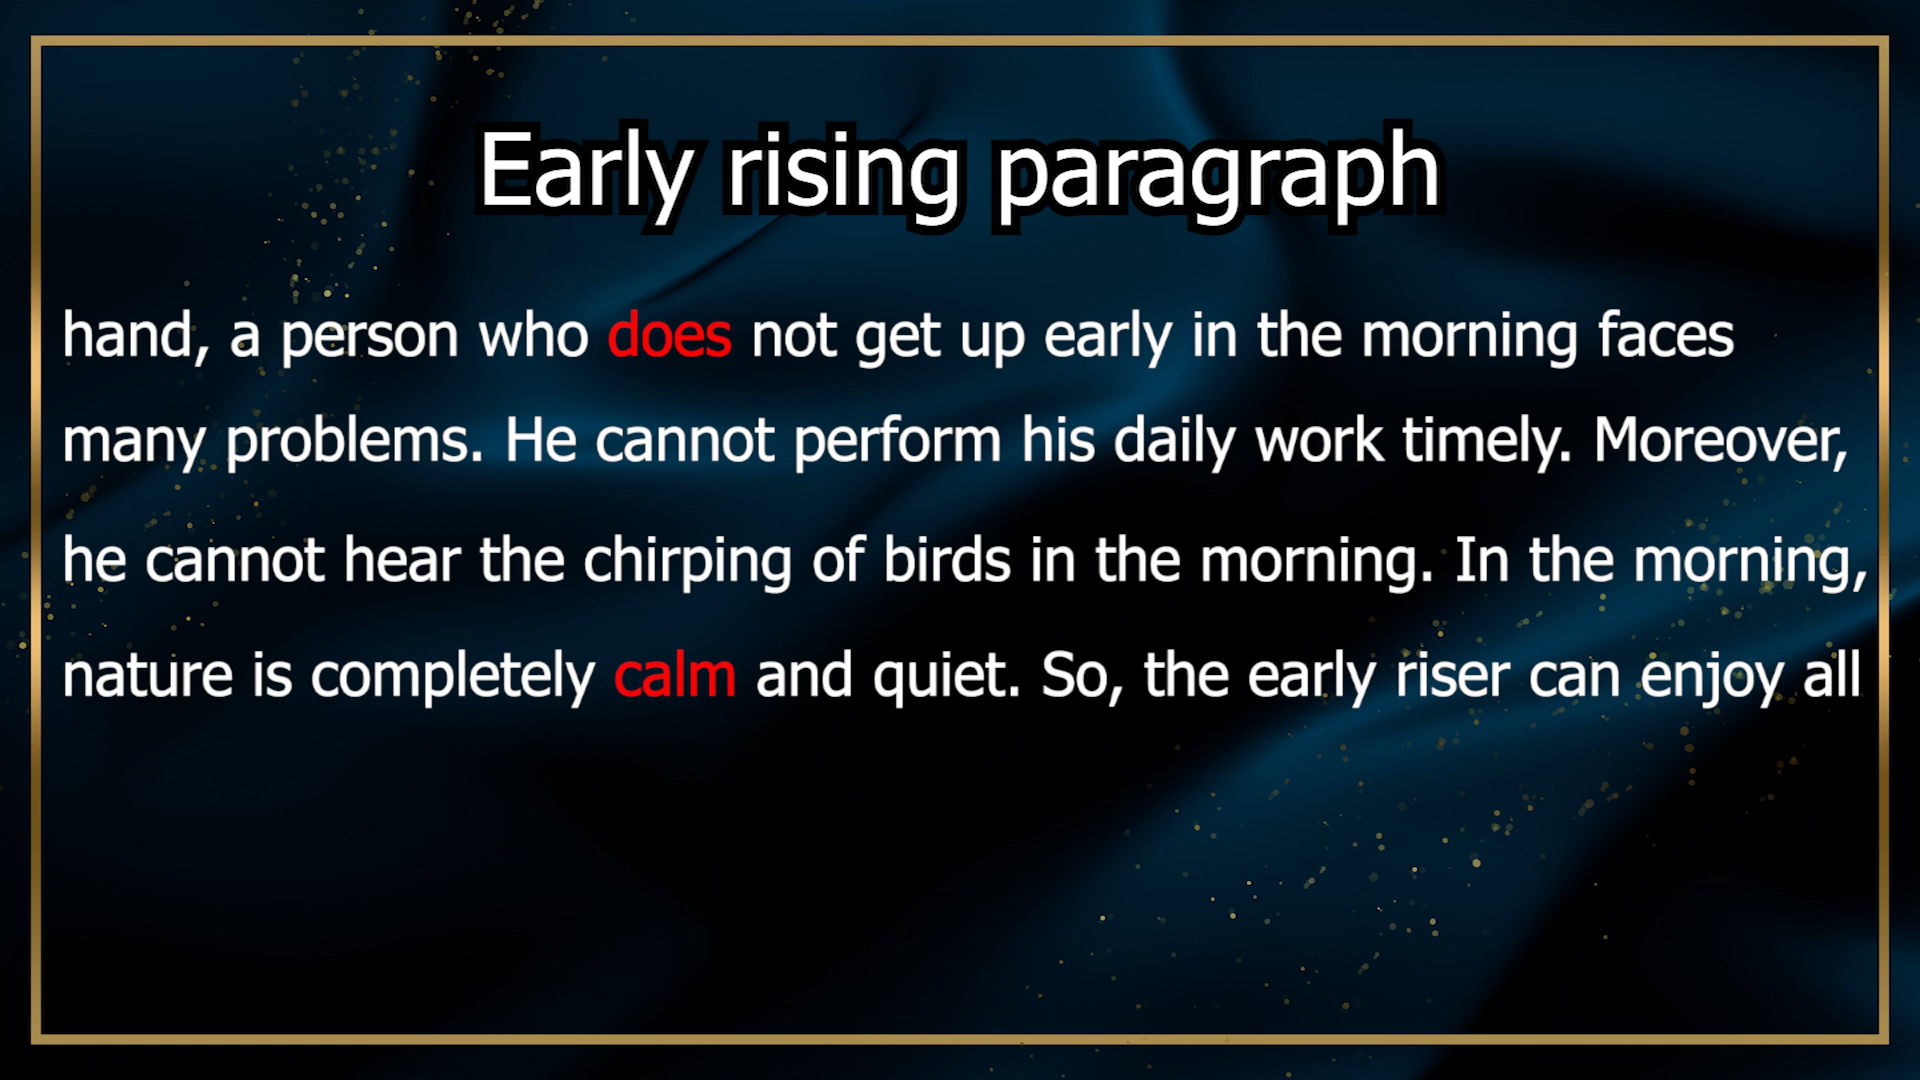 Early rising paragraph
hand, a person who does not get up early in the morning faces
many problems. He cannot perform his daily work timely. Moreover,
he cannot hear the chirping of birds in the morning. In the morning,
nature is completely calm and quiet. So, the early riser can enjoy all